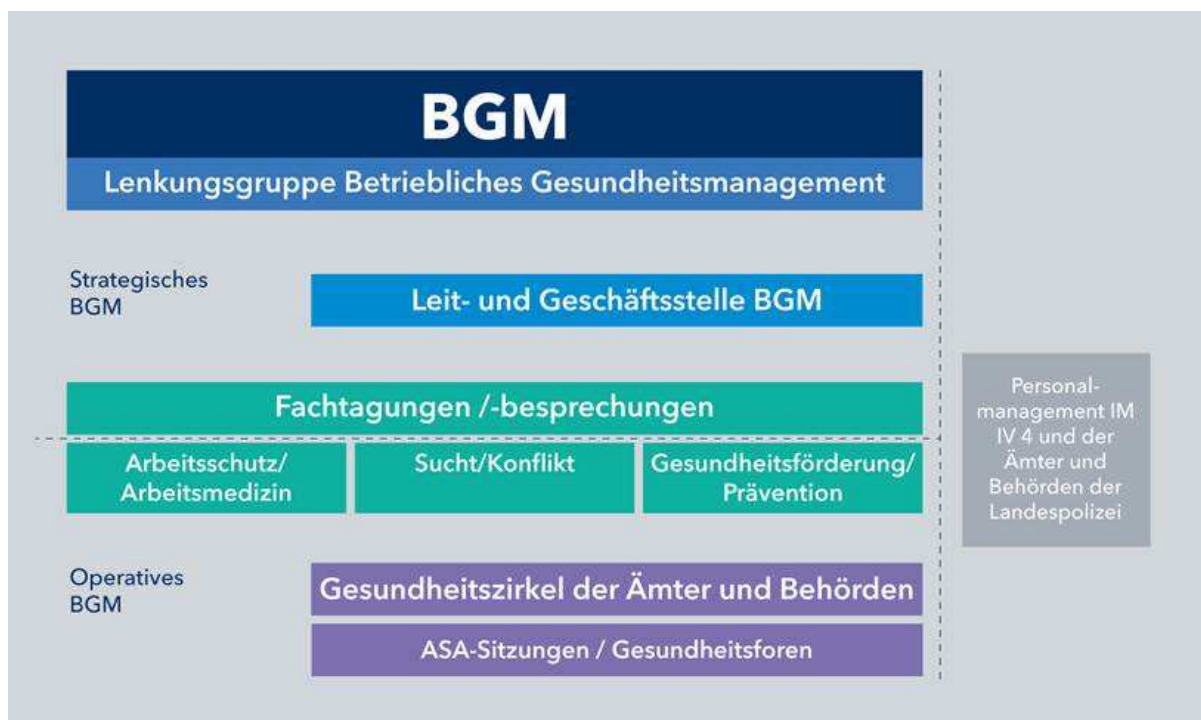 BGM
Lenkungsgruppe Betriebliches Gesundheitsmanagement
Strategisches
BGM
Leit- und Geschäftsstelle BGM
Fachtagungen /-besprechungen
Arbeitsschutz/
Arbeitsmedizin
Sucht/Konflikt
Gesundheitsförderung/
Prävention
Personal-
management IM
IV 4 und der
Ämter und
Behörden der
Landespolizei
Operatives
BGM
Gesundheitszirkel der Ämter und Behörden
ASA-Sitzungen / Gesundheitsforen